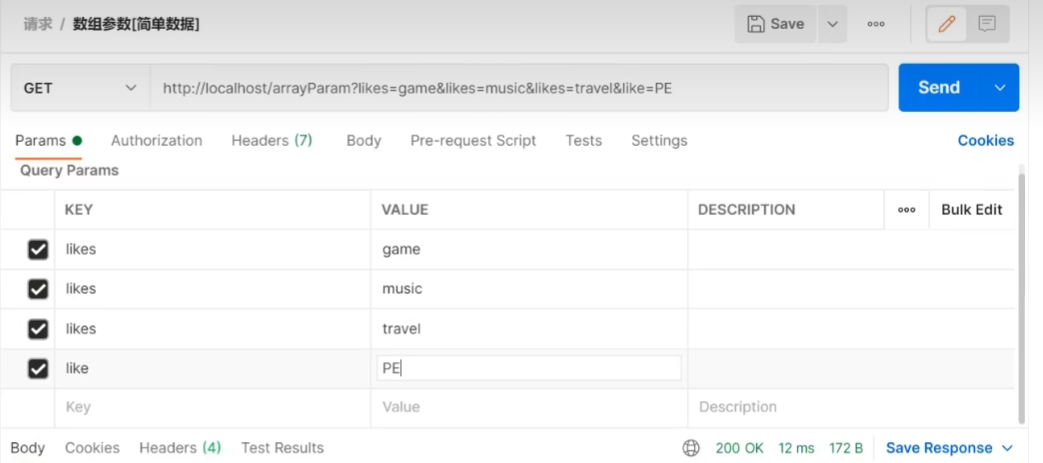 请求 / 数组参数[简单数据] Save
GET http://localhost/arrayParam?likes=game&likes=music&likes=travel&like=PE Send
Params Authorization Headers (7) Body Pre-request Script Tests Settings Cookies
Query Params
KEY VALUE DESCRIPTION Bulk Edit
likes game
likes music
likes travel
like PE
Key Value Description
Body Cookies Headers (4) Test Results 200 OK 12 ms 172 B Save Response